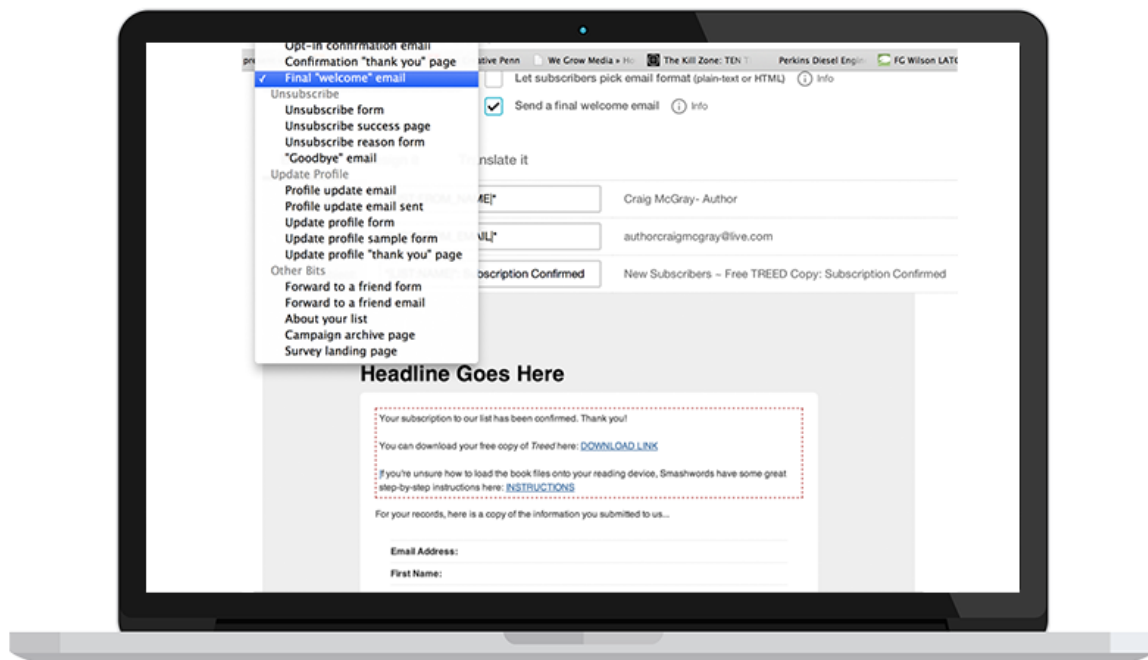 Opt-in confirmation email
Confirmation "thank you" page
✓ Final "welcome" email
Unsubscribe
Unsubscribe form
Unsubscribe success page
Unsubscribe reason form
"Goodbye" email
Update Profile
Profile update email
Profile update email sent
Update profile form
Update profile sample form
Update profile "thank you" page
Other Bits
Forward to a friend form
Forward to a friend email
About your list
Campaign archive page
Survey landing page
ative Penn We Grow Media » Ho The Kill Zone: TEN T Perkins Diesel Engin FG Wilson LATC
Let subscribers pick email format (plain-text or HTML) Info
Send a final welcome email Info
nslate it
ME|* Craig McGray- Author
AIL|* authorcraigmcgray@live.com
bscription Confirmed New Subscribers ~ Free TREED Copy: Subscription Confirmed
Headline Goes Here
Your subscription to our list has been confirmed. Thank you!
You can download your free copy of Treed here: DOWNLOAD LINK
If you're unsure how to load the book files onto your reading device, Smashwords have some great
step-by-step instructions here: INSTRUCTIONS
For your records, here is a copy of the information you submitted to us...
Email Address:
First Name: